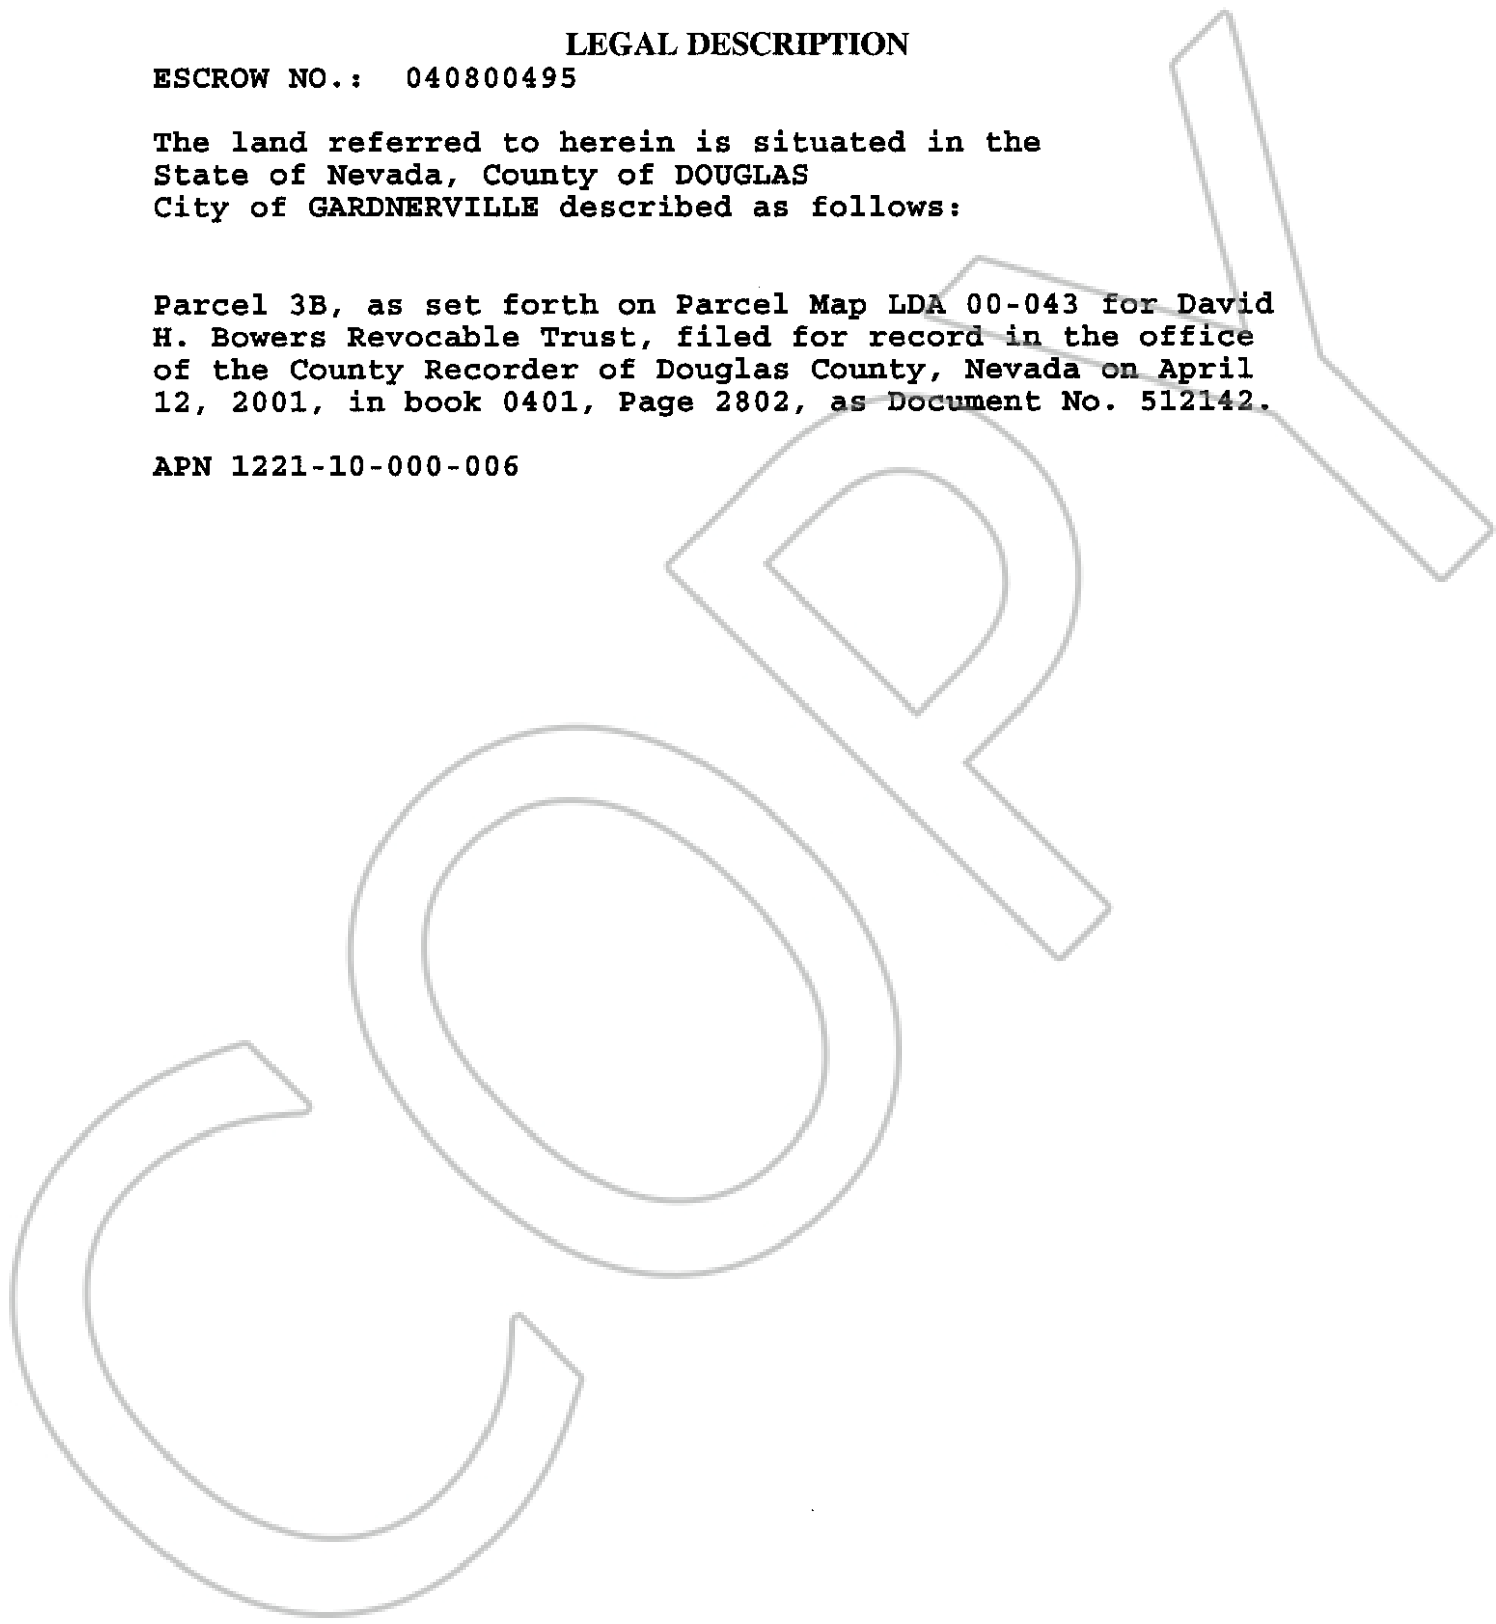 LEGAL DESCRIPTION
ESCROW NO.: 040800495
The land referred to herein is situated in the
State of Nevada, County of DOUGLAS
City of GARDNERVILLE described as follows:
Parcel 3B, as set forth on Parcel Map LDA 00-043 for David
H. Bowers Revocable Trust, filed for record in the office
of the County Recorder of Douglas County, Nevada on April
12, 2001, in book 0401, Page 2802, as Document No. 512142.
APN 1221-10-000-006
COPY